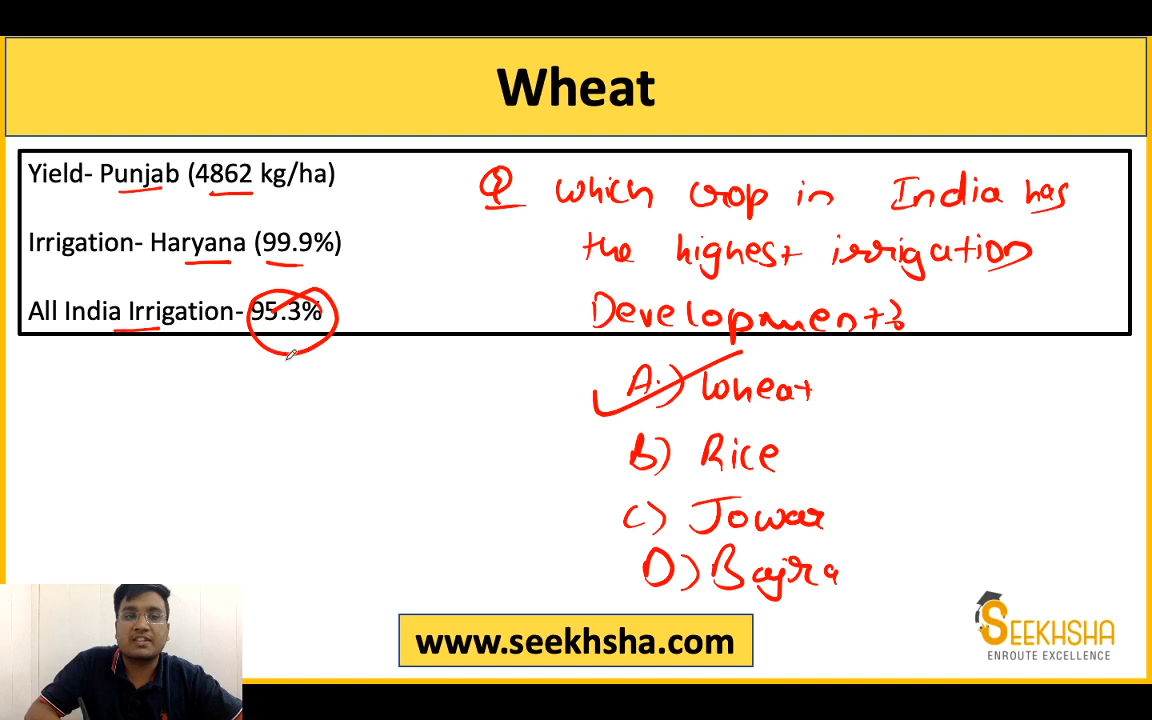 Wheat
Yield- Punjab (4862 kg/ha)
Irrigation- Haryana (99.9%)
All India Irrigation- 95.3%
Q which crop in India has
the highest irrigation
Development?
A.) Wheat
B) Rice
C) Jowar
D) Bajra
www.seekhsha.com
SEEKHSHA
ENROUTE EXCELLENCE